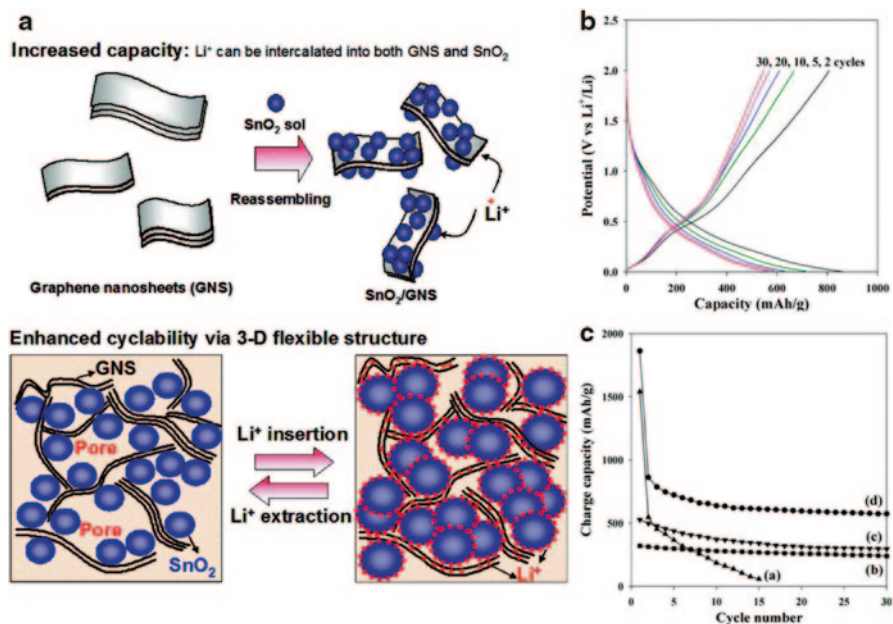 a
Increased capacity: Li⁺ can be intercalated into both GNS and SnO₂
SnO₂ sol
Reassembling
Li⁺
Graphene nanosheets (GNS)
SnO₂/GNS
Enhanced cyclability via 3-D flexible structure
GNS
Pore
Pore
SnO₂
Li⁺ insertion
Li⁺ extraction
Li⁺
b
30, 20, 10, 5, 2 cycles
Potential (V vs Li⁺/Li)
2.0
1.5
1.0
0.5
0.0
0 200 400 600 800 1000
Capacity (mAh/g)
c
Charge capacity (mAh/g)
2000
1500
1000
500
0
(d)
(c)
(b)
(a)
0 5 10 15 20 25 30
Cycle number